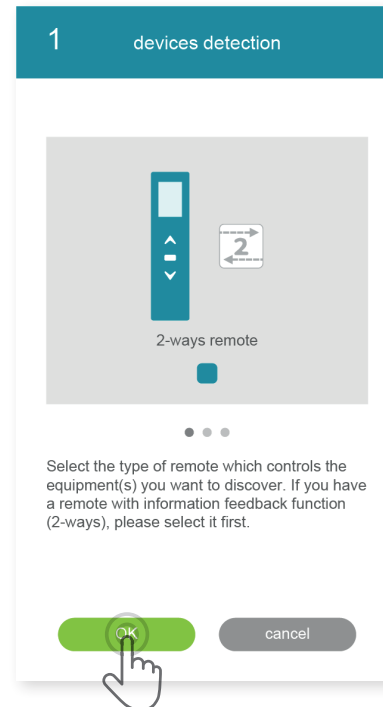 1 devices detection
2
2-ways remote
Select the type of remote which controls the
equipment(s) you want to discover. If you have
a remote with information feedback function
(2-ways), please select it first.
OK cancel